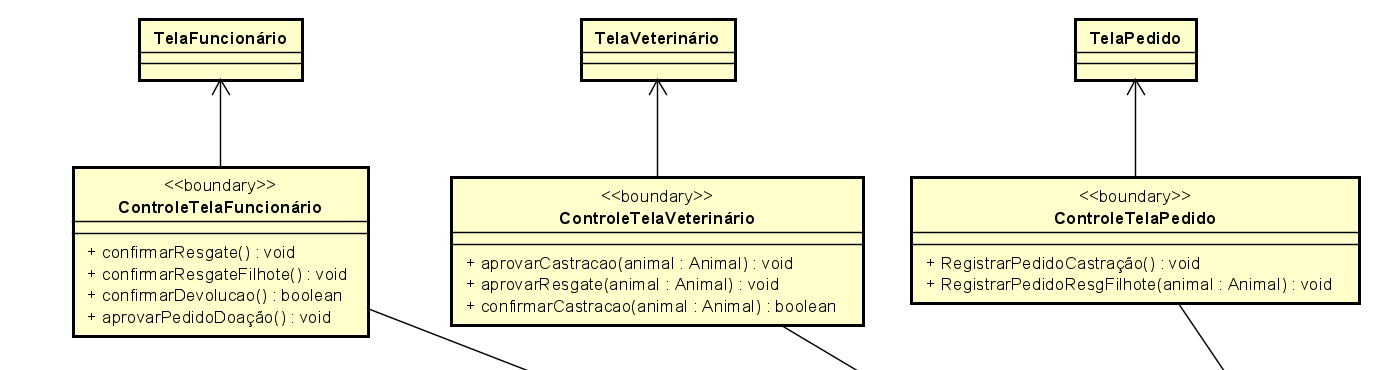 TelaFuncionário
TelaVeterinário
TelaPedido
<<boundary>>
ControleTelaFuncionário
+ confirmarResgate() : void
+ confirmarResgateFilhote() : void
+ confirmarDevolucao() : boolean
+ aprovarPedidoDoação() : void
<<boundary>>
ControleTelaVeterinário
+ aprovarCastracao(animal : Animal) : void
+ aprovarResgate(animal : Animal) : void
+ confirmarCastracao(animal : Animal) : boolean
<<boundary>>
ControleTelaPedido
+ RegistrarPedidoCastração() : void
+ RegistrarPedidoResgFilhote(animal : Animal) : void